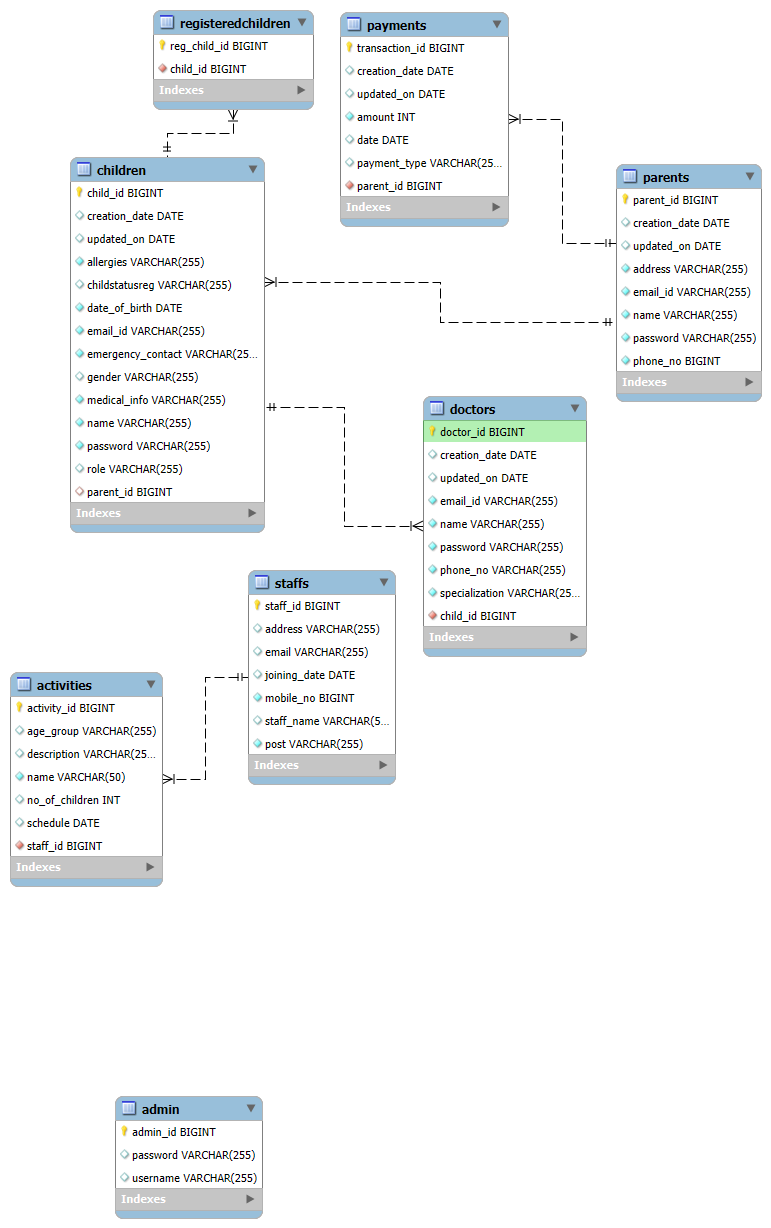 registeredchildren
reg_child_id BIGINT
child_id BIGINT
Indexes
payments
transaction_id BIGINT
creation_date DATE
updated_on DATE
amount INT
date DATE
payment_type VARCHAR(25...
parent_id BIGINT
Indexes
children
child_id BIGINT
creation_date DATE
updated_on DATE
allergies VARCHAR(255)
childstatusreg VARCHAR(255)
date_of_birth DATE
email_id VARCHAR(255)
emergency_contact VARCHAR(25...
gender VARCHAR(255)
medical_info VARCHAR(255)
name VARCHAR(255)
password VARCHAR(255)
role VARCHAR(255)
parent_id BIGINT
Indexes
parents
parent_id BIGINT
creation_date DATE
updated_on DATE
address VARCHAR(255)
email_id VARCHAR(255)
name VARCHAR(255)
password VARCHAR(255)
phone_no BIGINT
Indexes
doctors
doctor_id BIGINT
creation_date DATE
updated_on DATE
email_id VARCHAR(255)
name VARCHAR(255)
password VARCHAR(255)
phone_no VARCHAR(255)
specialization VARCHAR(25...
child_id BIGINT
Indexes
staffs
staff_id BIGINT
address VARCHAR(255)
email VARCHAR(255)
joining_date DATE
mobile_no BIGINT
staff_name VARCHAR(5...
post VARCHAR(255)
Indexes
activities
activity_id BIGINT
age_group VARCHAR(255)
description VARCHAR(25...
name VARCHAR(50)
no_of_children INT
schedule DATE
staff_id BIGINT
Indexes
admin
admin_id BIGINT
password VARCHAR(255)
username VARCHAR(255)
Indexes